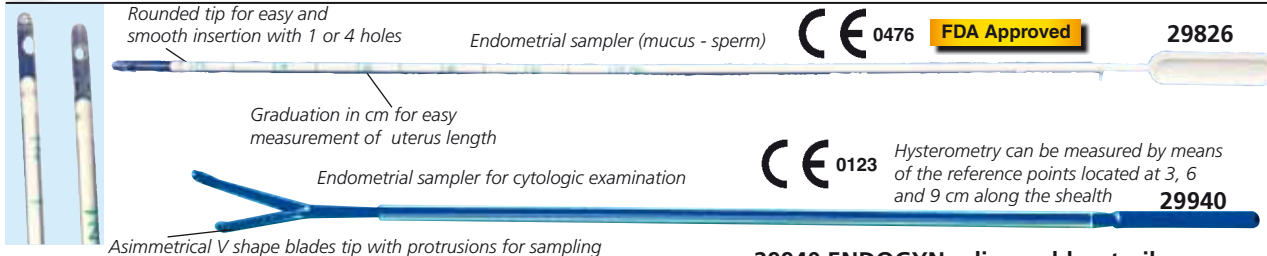 Rounded tip for easy and
smooth insertion with 1 or 4 holes
Endometrial sampler (mucus - sperm)
CE 0476
FDA Approved
29826
Graduation in cm for easy
measurement of uterus length
Endometrial sampler for cytologic examination
CE 0123
Hysterometry can be measured by means
of the reference points located at 3, 6
and 9 cm along the shealth
29940
Asimmetrical V shape blades tip with protrusions for sampling